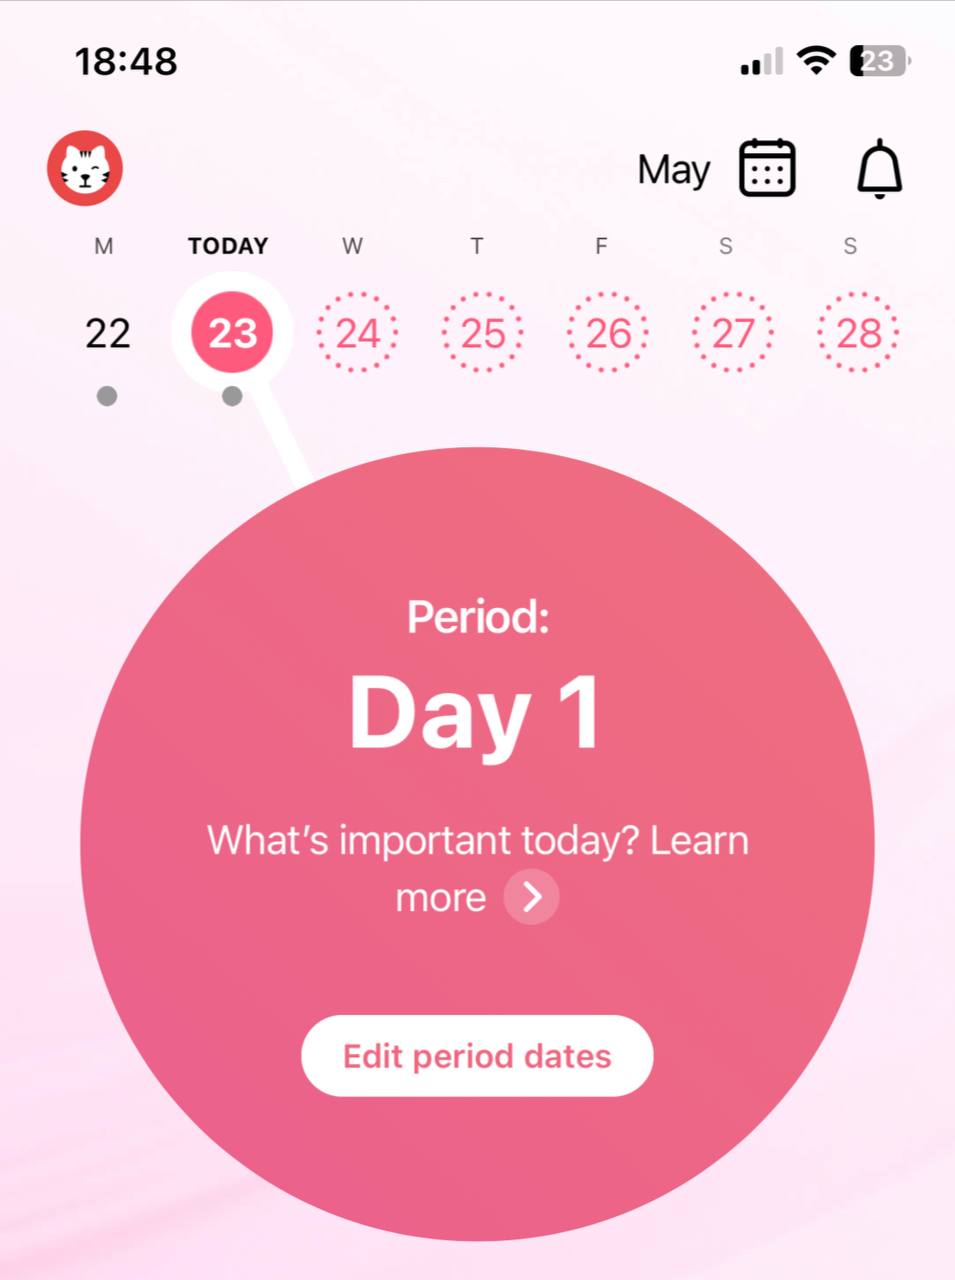 18:48
23
May
M TODAY W T F S S
22 23 24 25 26 27 28
Period:
Day 1
What’s important today? Learn
more
Edit period dates